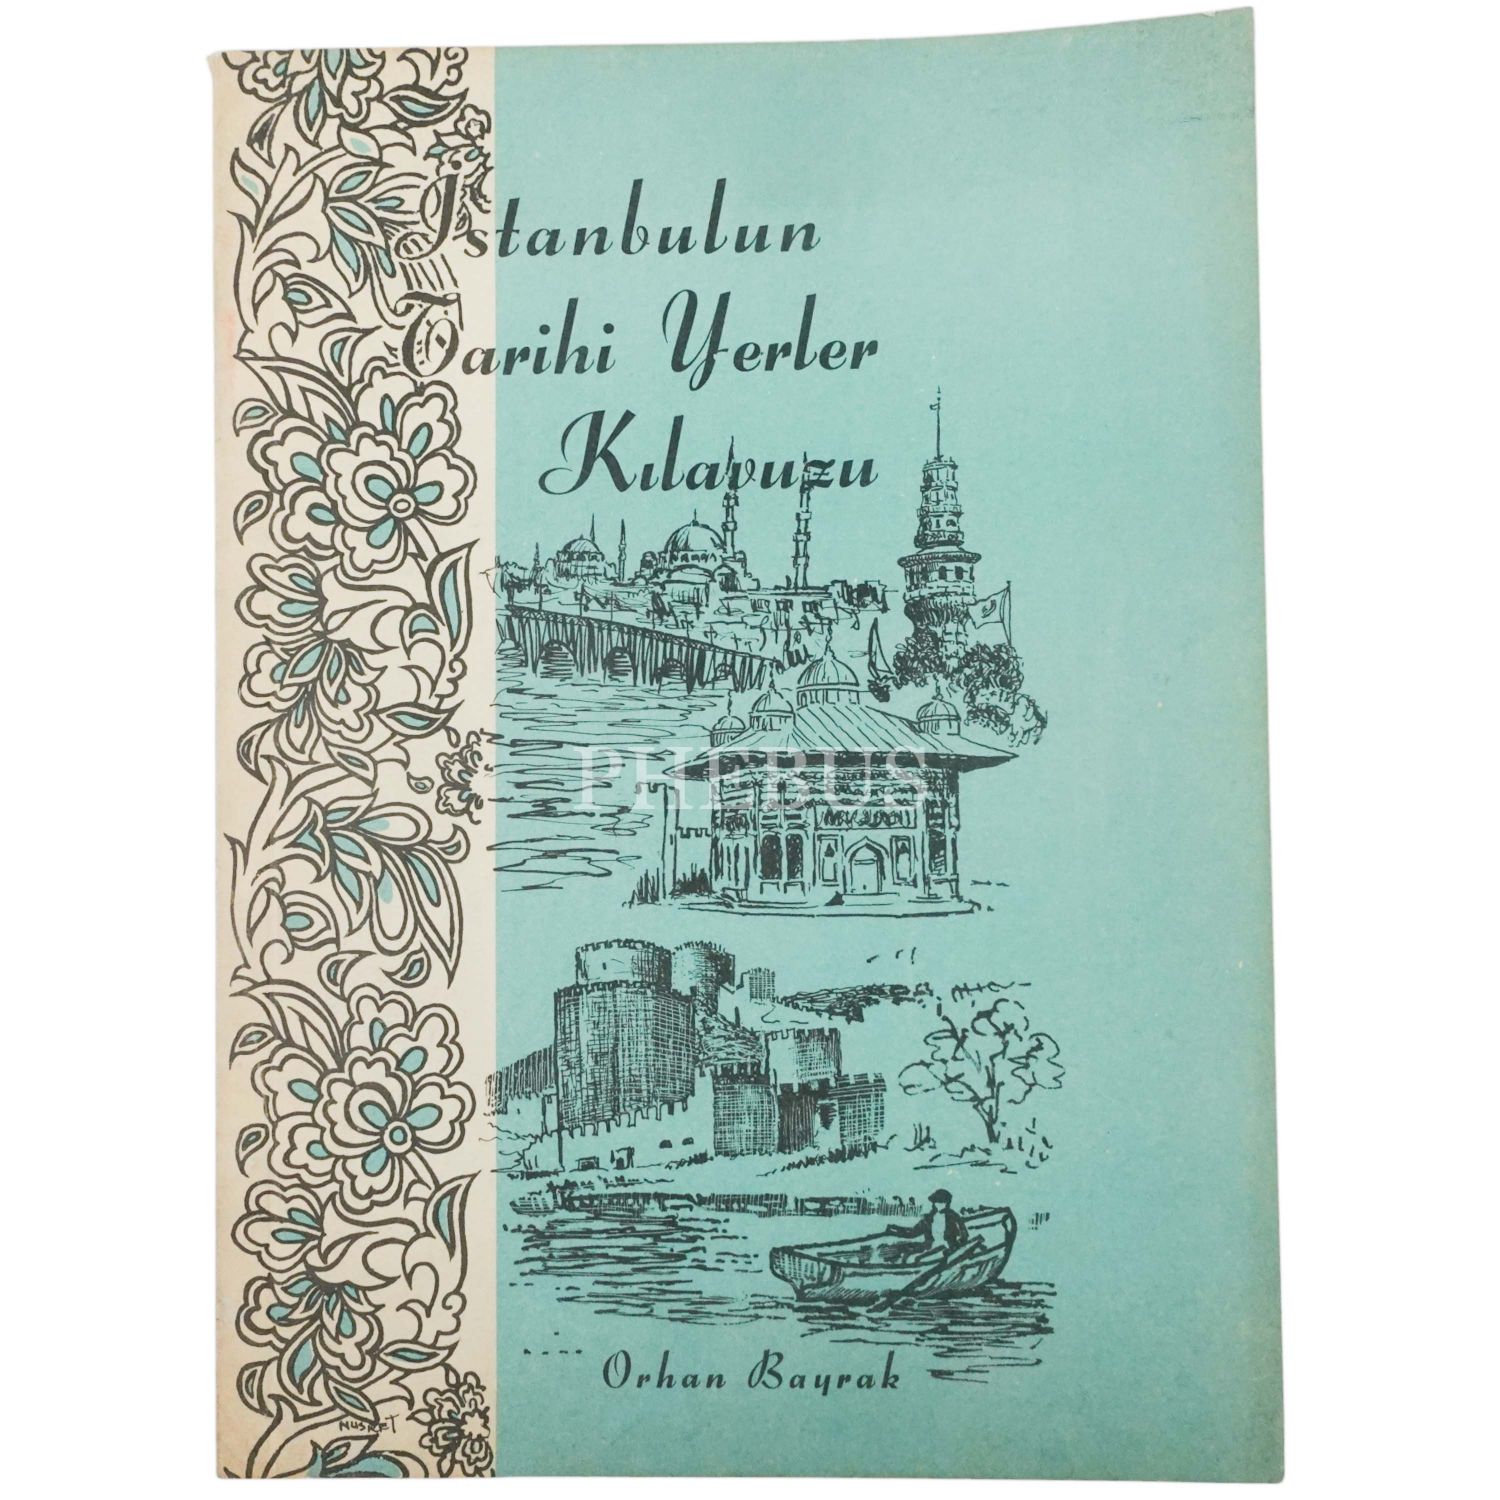 İstanbulun
Tarihi Yerler
Kılavuzu
PHEBUS
Orhan Bayrak
NUSRET